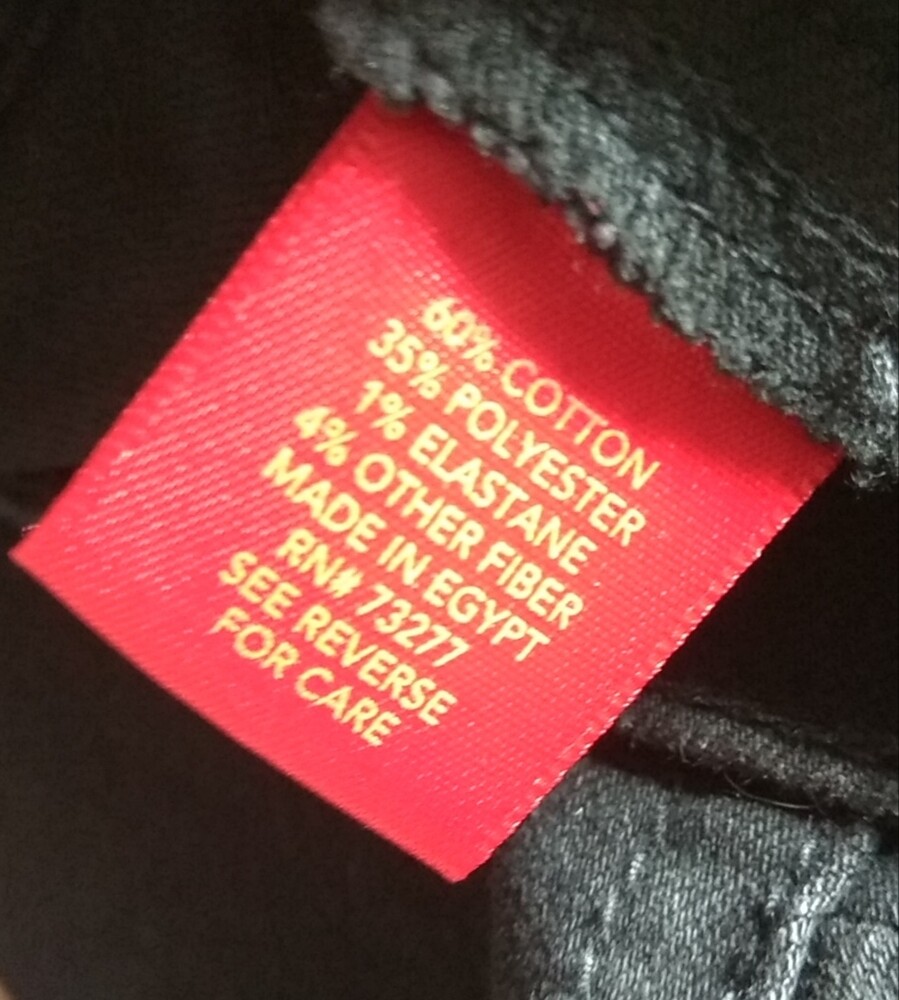 60% COTTON
35% POLYESTER
1% ELASTANE
4% OTHER FIBER
MADE IN EGYPT
RN# 73277
SEE REVERSE
FOR CARE